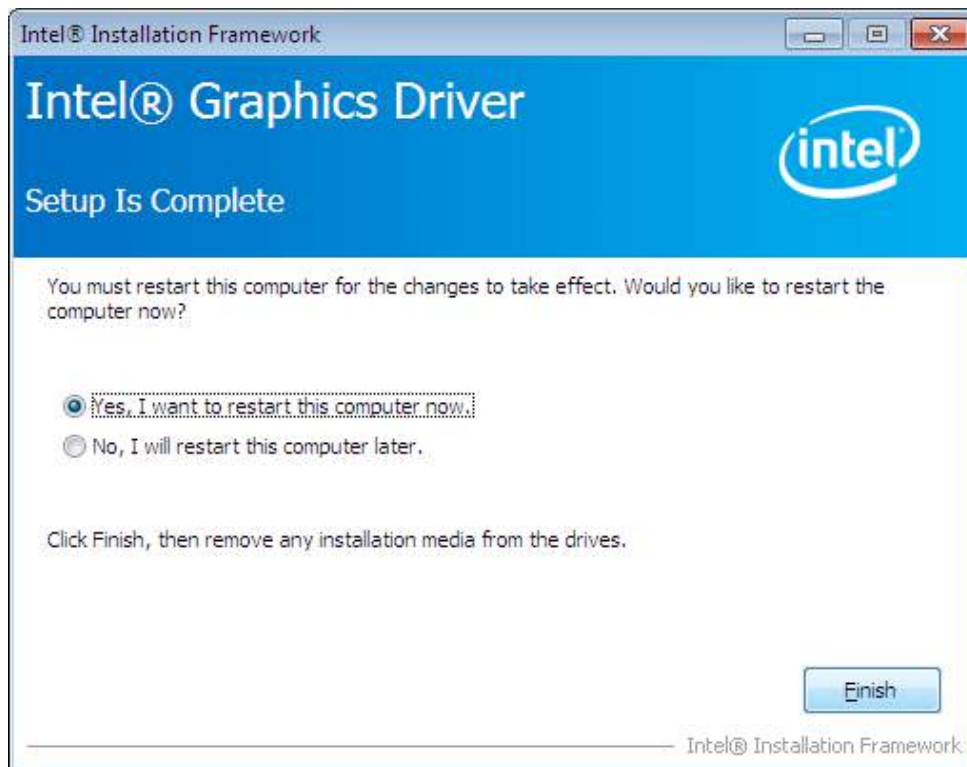 Intel® Installation Framework
Intel® Graphics Driver
intel
Setup Is Complete
You must restart this computer for the changes to take effect. Would you like to restart the
computer now?
Yes, I want to restart this computer now.
No, I will restart this computer later.
Click Finish, then remove any installation media from the drives.
Finish
Intel® Installation Framework